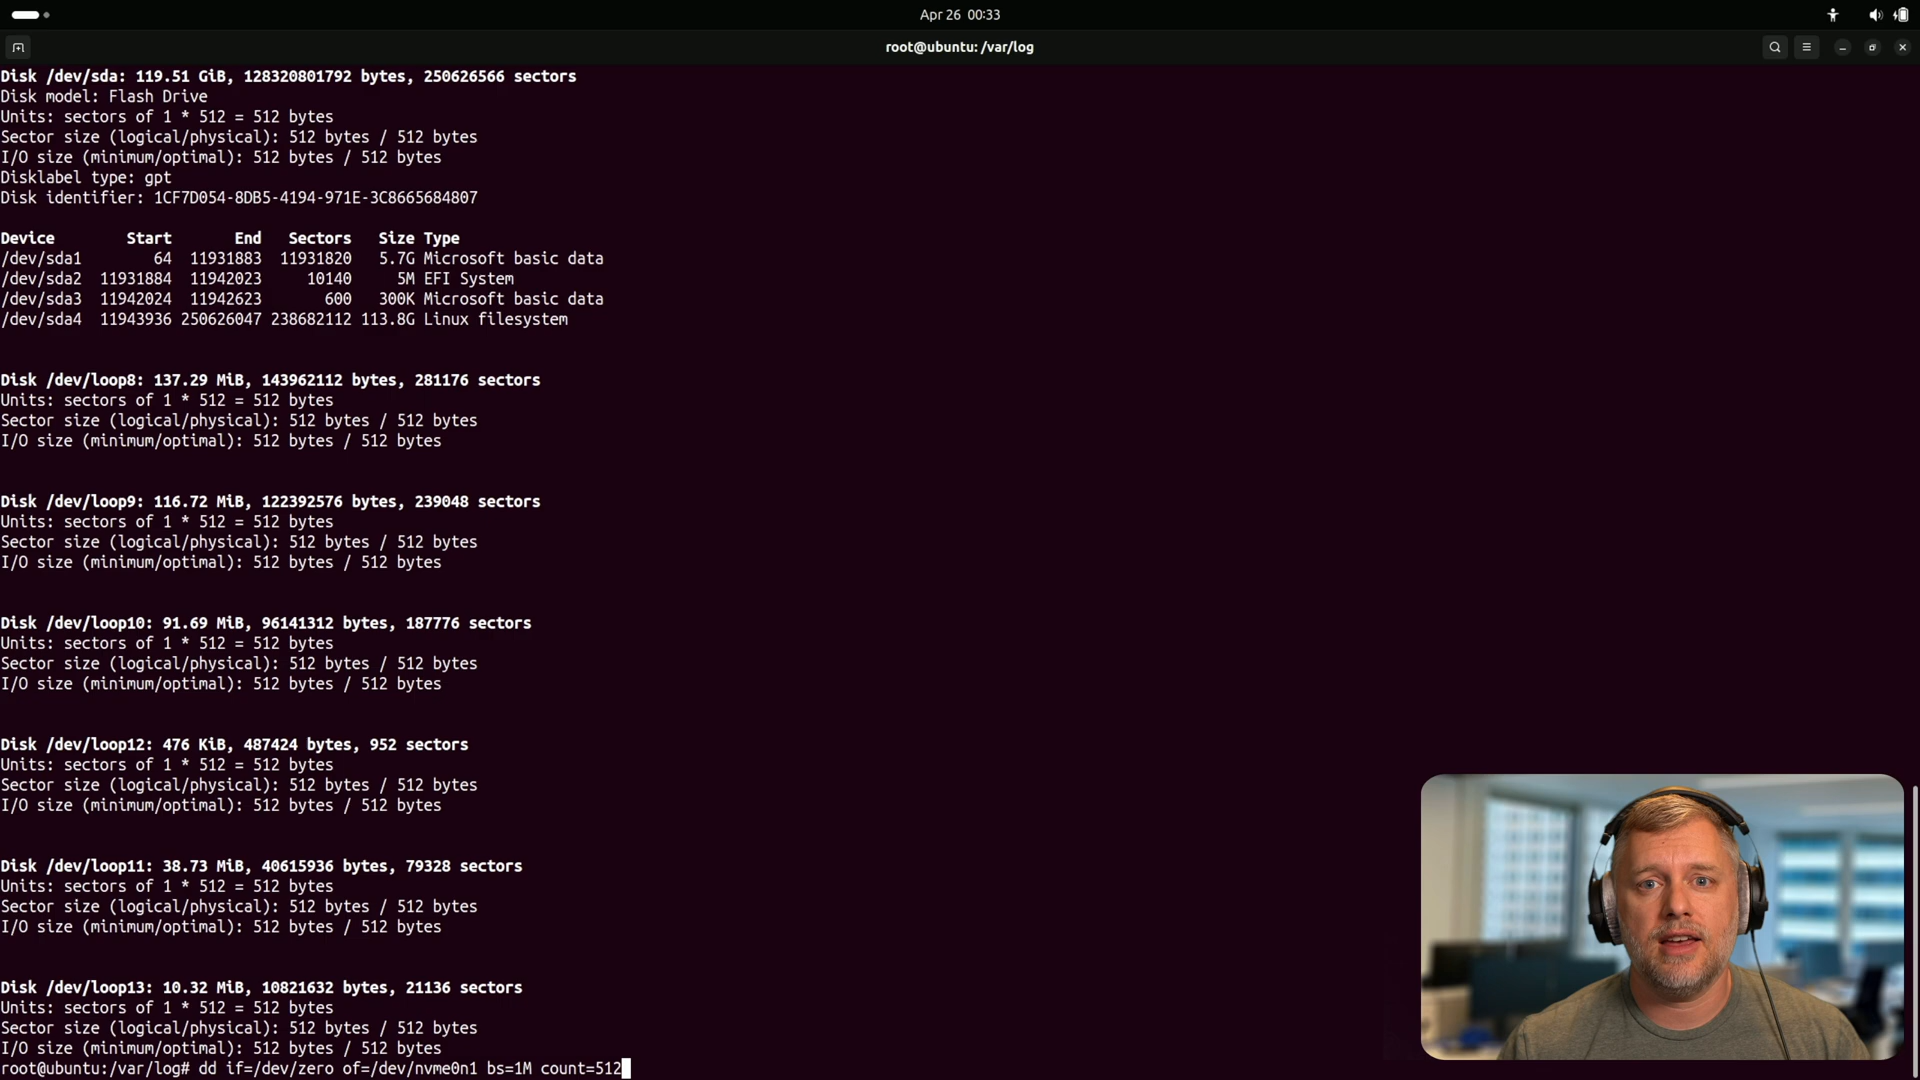 Apr 26 00:33
root@ubuntu: /var/log
Disk /dev/sda: 119.51 GiB, 128320801792 bytes, 250626566 sectors
Disk model: Flash Drive
Units: sectors of 1 * 512 = 512 bytes
Sector size (logical/physical): 512 bytes / 512 bytes
I/O size (minimum/optimal): 512 bytes / 512 bytes
Disklabel type: gpt
Disk identifier: 1CF7D054-8DB5-4194-971E-3C8665684807
Device Start End Sectors Size Type
/dev/sda1 64 11931883 11931820 5.7G Microsoft basic data
/dev/sda2 11931884 11942023 10140 5M EFI System
/dev/sda3 11942024 11942623 600 300K Microsoft basic data
/dev/sda4 11943936 250626047 238682112 113.8G Linux filesystem
Disk /dev/loop8: 137.29 MiB, 143962112 bytes, 281176 sectors
Units: sectors of 1 * 512 = 512 bytes
Sector size (logical/physical): 512 bytes / 512 bytes
I/O size (minimum/optimal): 512 bytes / 512 bytes
Disk /dev/loop9: 116.72 MiB, 122392576 bytes, 239048 sectors
Units: sectors of 1 * 512 = 512 bytes
Sector size (logical/physical): 512 bytes / 512 bytes
I/O size (minimum/optimal): 512 bytes / 512 bytes
Disk /dev/loop10: 91.69 MiB, 96141312 bytes, 187776 sectors
Units: sectors of 1 * 512 = 512 bytes
Sector size (logical/physical): 512 bytes / 512 bytes
I/O size (minimum/optimal): 512 bytes / 512 bytes
Disk /dev/loop12: 476 KiB, 487424 bytes, 952 sectors
Units: sectors of 1 * 512 = 512 bytes
Sector size (logical/physical): 512 bytes / 512 bytes
I/O size (minimum/optimal): 512 bytes / 512 bytes
Disk /dev/loop11: 38.73 MiB, 40615936 bytes, 79328 sectors
Units: sectors of 1 * 512 = 512 bytes
Sector size (logical/physical): 512 bytes / 512 bytes
I/O size (minimum/optimal): 512 bytes / 512 bytes
Disk /dev/loop13: 10.32 MiB, 10821632 bytes, 21136 sectors
Units: sectors of 1 * 512 = 512 bytes
Sector size (logical/physical): 512 bytes / 512 bytes
I/O size (minimum/optimal): 512 bytes / 512 bytes
root@ubuntu:/var/log# dd if=/dev/zero of=/dev/nvme0n1 bs=1M count=512